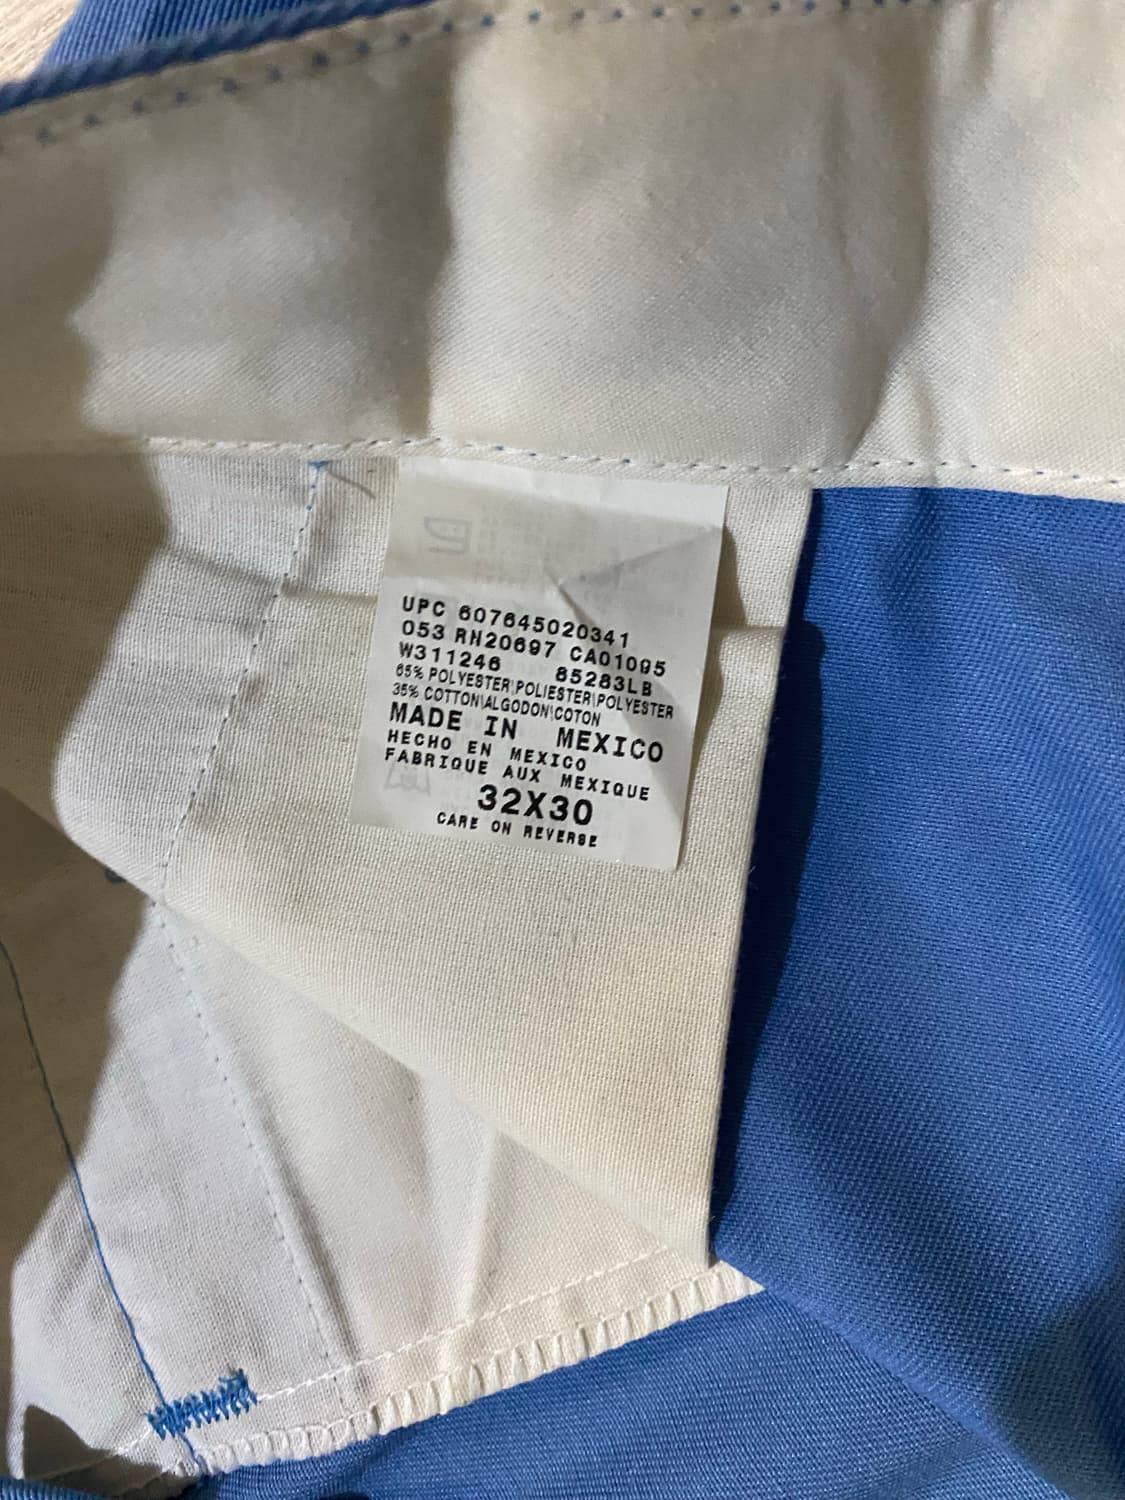 UPC 607645020341
053 RN20697 CA01095
W311246 85283LB
65% POLYESTER\POLIESTER\POLYESTER
35% COTTON\ALGODON\COTON
MADE IN MEXICO
HECHO EN MEXICO
FABRIQUE AUX MEXIQUE
32X30
CARE ON REVERSE